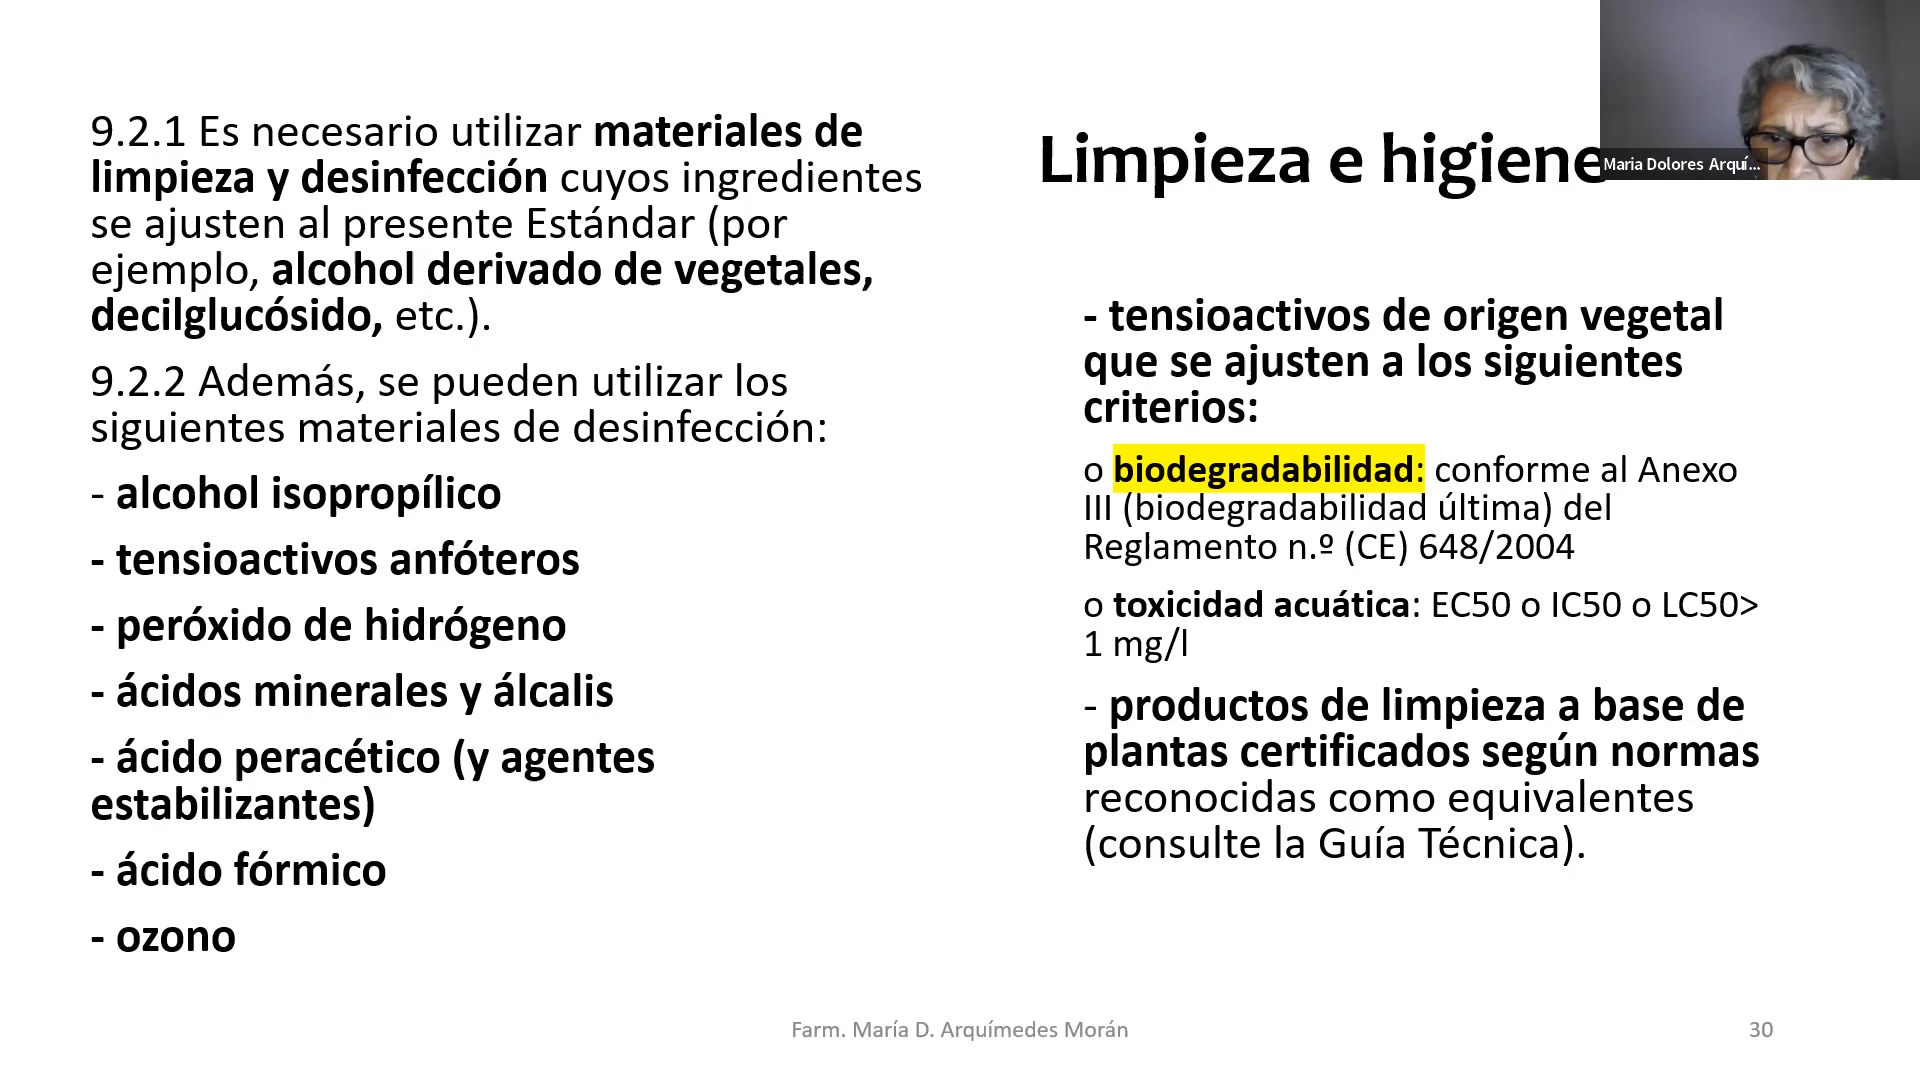 9.2.1 Es necesario utilizar materiales de
limpieza y desinfección cuyos ingredientes
se ajusten al presente Estándar (por
ejemplo, alcohol derivado de vegetales,
decilglucósido, etc.).
9.2.2 Además, se pueden utilizar los
siguientes materiales de desinfección:
- alcohol isopropílico
- tensioactivos anfóteros
- peróxido de hidrógeno
- ácidos minerales y álcalis
- ácido peracético (y agentes
estabilizantes)
- ácido fórmico
- ozono
Limpieza e higiene
Maria Dolores Arquí...
- tensioactivos de origen vegetal
que se ajusten a los siguientes
criterios:
o biodegradabilidad: conforme al Anexo
III (biodegradabilidad última) del
Reglamento n.º (CE) 648/2004
o toxicidad acuática: EC50 o IC50 o LC50>
1 mg/l
- productos de limpieza a base de
plantas certificados según normas
reconocidas como equivalentes
(consulte la Guía Técnica).
Farm. María D. Arquímedes Morán
30